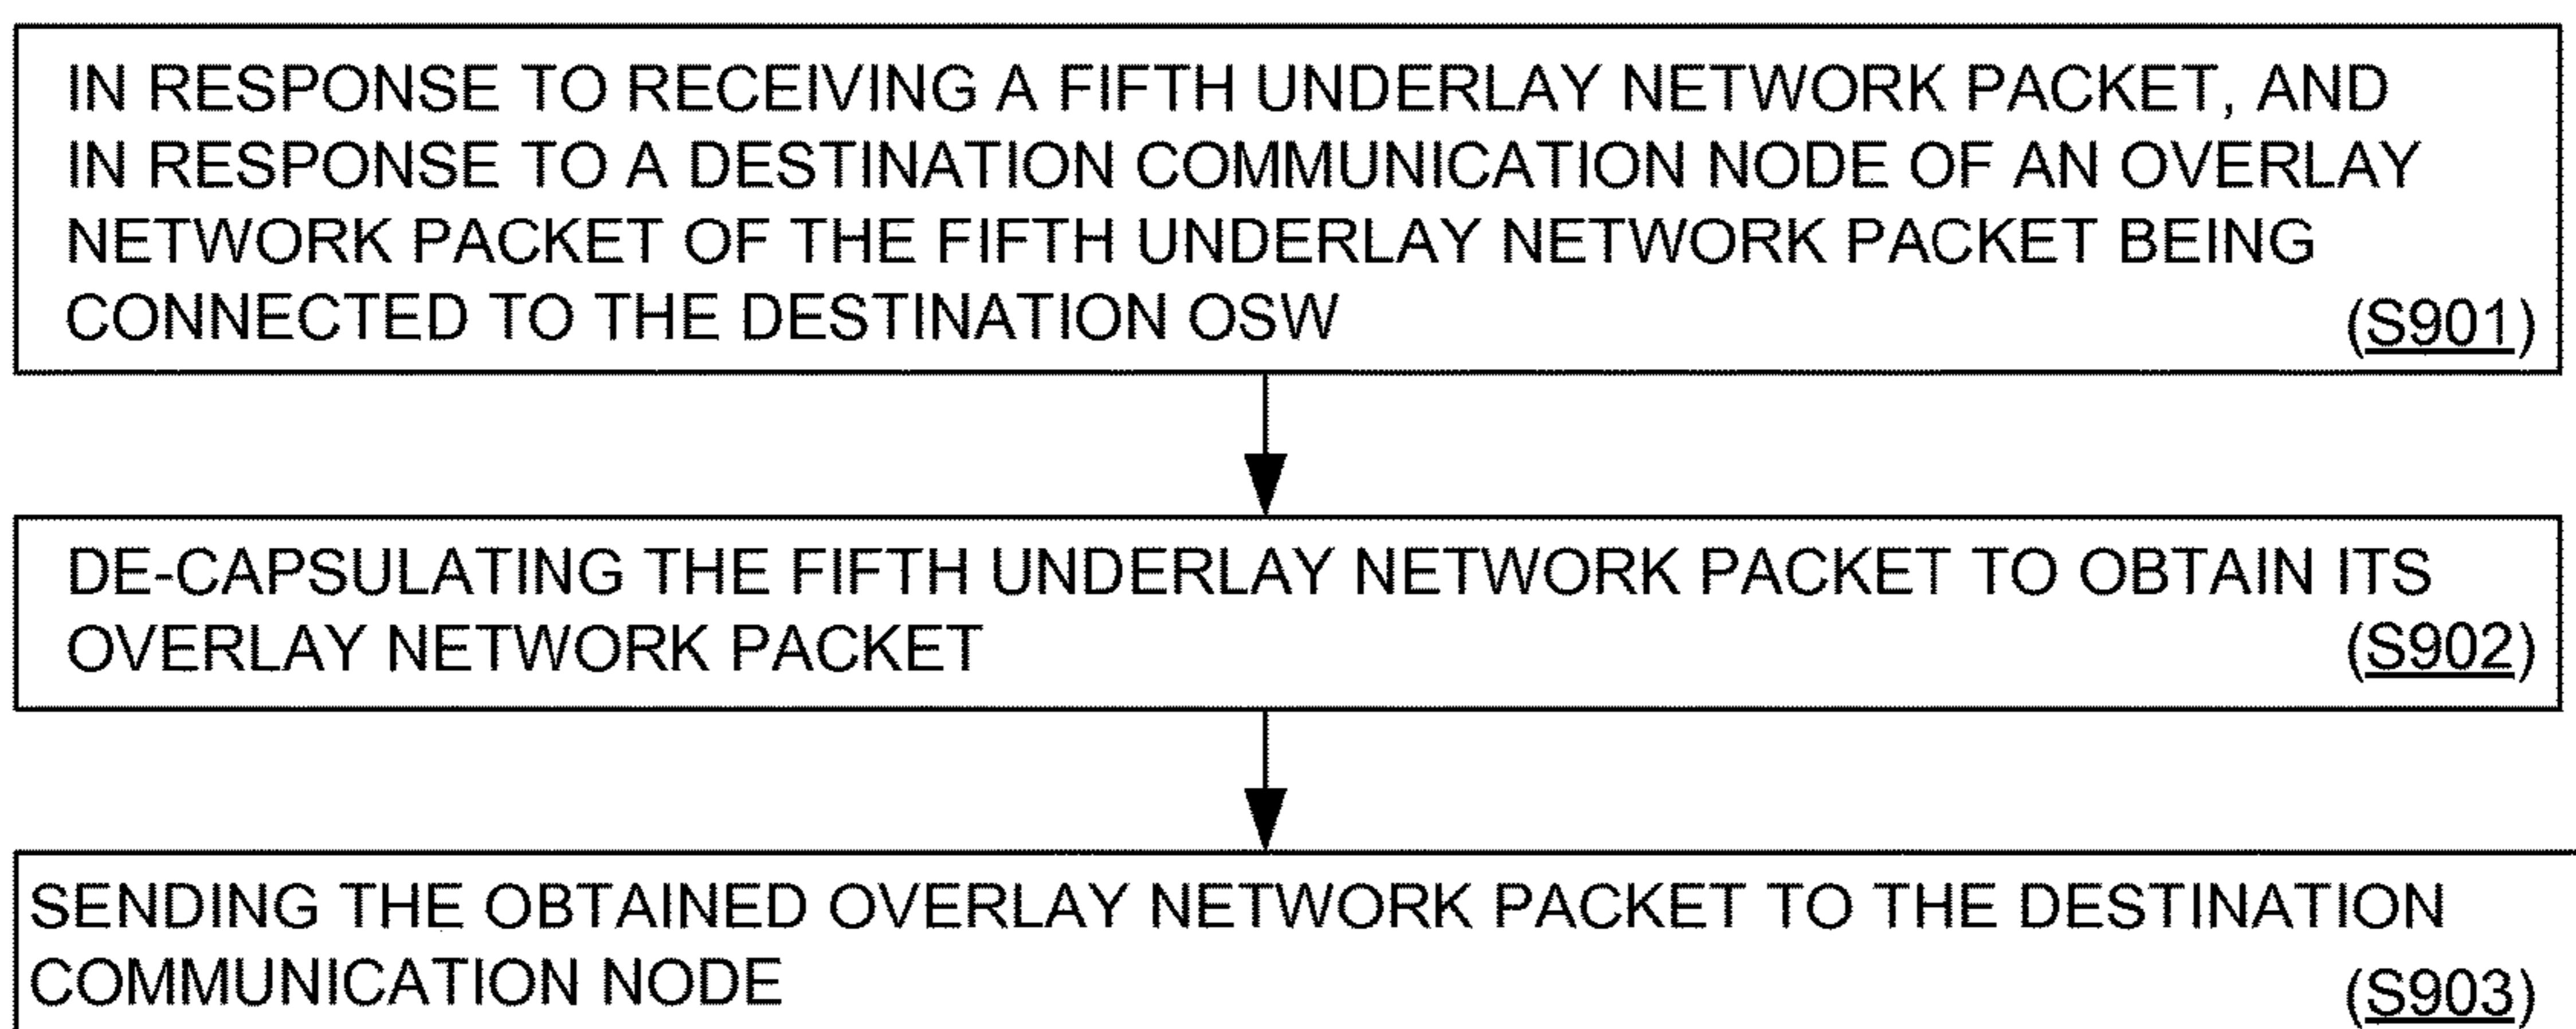 IN RESPONSE TO RECEIVING A FIFTH UNDERLAY NETWORK PACKET, AND
IN RESPONSE TO A DESTINATION COMMUNICATION NODE OF AN OVERLAY
NETWORK PACKET OF THE FIFTH UNDERLAY NETWORK PACKET BEING
CONNECTED TO THE DESTINATION OSW (S901)
DE-CAPSULATING THE FIFTH UNDERLAY NETWORK PACKET TO OBTAIN ITS
OVERLAY NETWORK PACKET (S902)
SENDING THE OBTAINED OVERLAY NETWORK PACKET TO THE DESTINATION
COMMUNICATION NODE (S903)